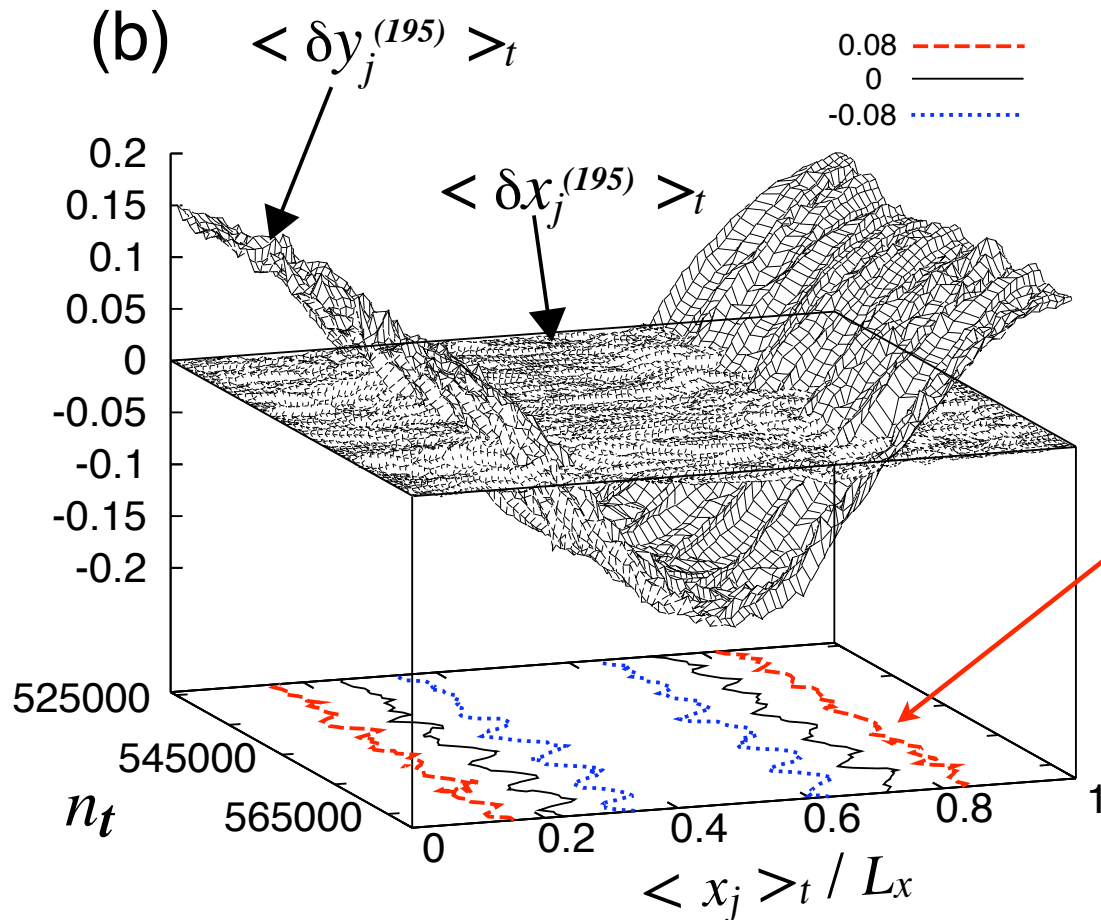 (b)
< δy_j^(195) >_t
< δx_j^(195) >_t
0.08
0
-0.08
0.2
0.15
0.1
0.05
0
-0.05
-0.1
-0.15
-0.2
525000
545000
565000
n_t
0 0.2 0.4 0.6 0.8 1
< x_j >_t / L_x